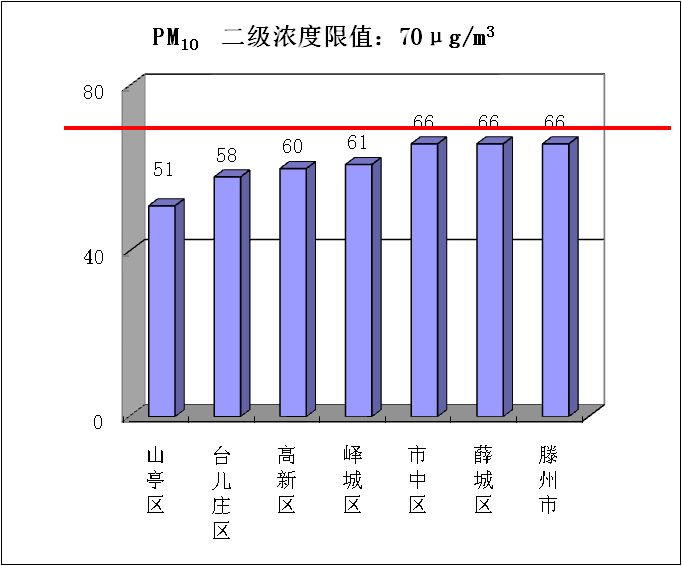 PM10 二级浓度限值：70μg/m³
80
40
0
51
58
60
61
66
66
66
山亭区
台儿庄区
高新区
峄城区
市中区
薛城区
滕州市